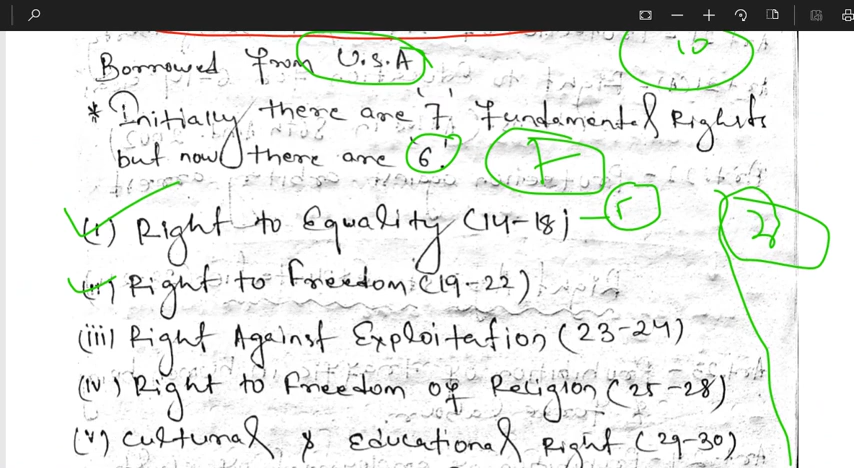 10
Borrowed from U.S.A
* Initially there are '7' Fundamental Rights
but now there are '6'. F
(i) Right to Equality (14-18) - 5
(ii) Right to Freedom (19-22)
(iii) Right Against Exploitation (23-24)
(iv) Right to Freedom of Religion (25-28)
(v) Cultural & Educational Right (29-30)